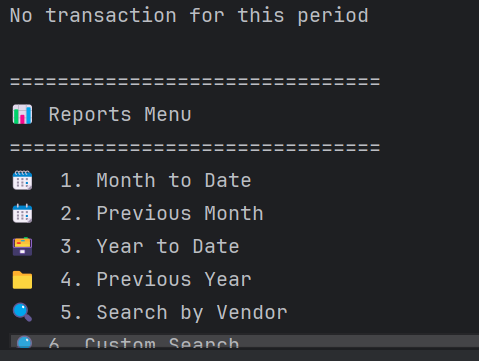 No transaction for this period
===============================
📊 Reports Menu
===============================
📅 1. Month to Date
📅 2. Previous Month
🗃️ 3. Year to Date
📁 4. Previous Year
🔍 5. Search by Vendor
🔍 6. Custom Search